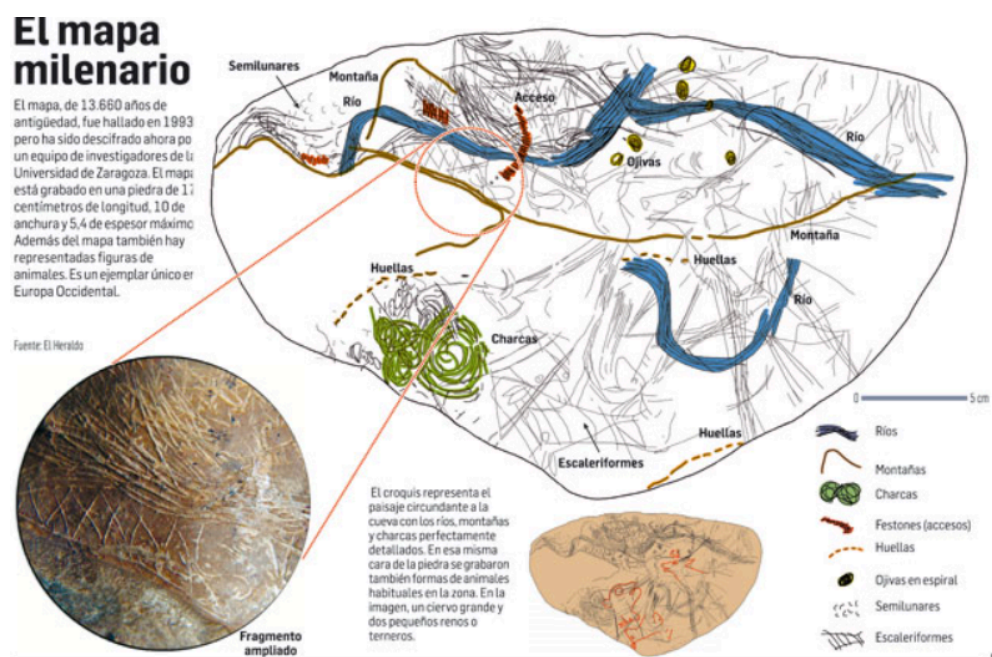 El mapa
milenario
El mapa, de 13.660 años de
antigüedad, fue hallado en 1993
pero ha sido descifrado ahora po
un equipo de investigadores de la
Universidad de Zaragoza. El mapa
está grabado en una piedra de 17
centímetros de longitud, 10 de
anchura y 5,4 de espesor máximo
Además del mapa también hay
representadas figuras de
animales. Es un ejemplar único en
Europa Occidental.
Fuente: El Heraldo
Semilunares
Montaña
Río
Acceso
Ojivas
Río
Montaña
Huellas
Huellas
Río
Charcas
Huellas
Escaleriformes
0 5 cm
Ríos
Montañas
Charcas
Festones (accesos)
Huellas
Ojivas en espiral
Semilunares
Escaleriformes
El croquis representa el
paisaje circundante a la
cueva con los ríos, montañas
y charcas perfectamente
detallados. En esa misma
cara de la piedra se grabaron
también formas de animales
habituales en la zona. En la
imagen, un ciervo grande y
dos pequeños renos o
terneros.
Fragmento
ampliado